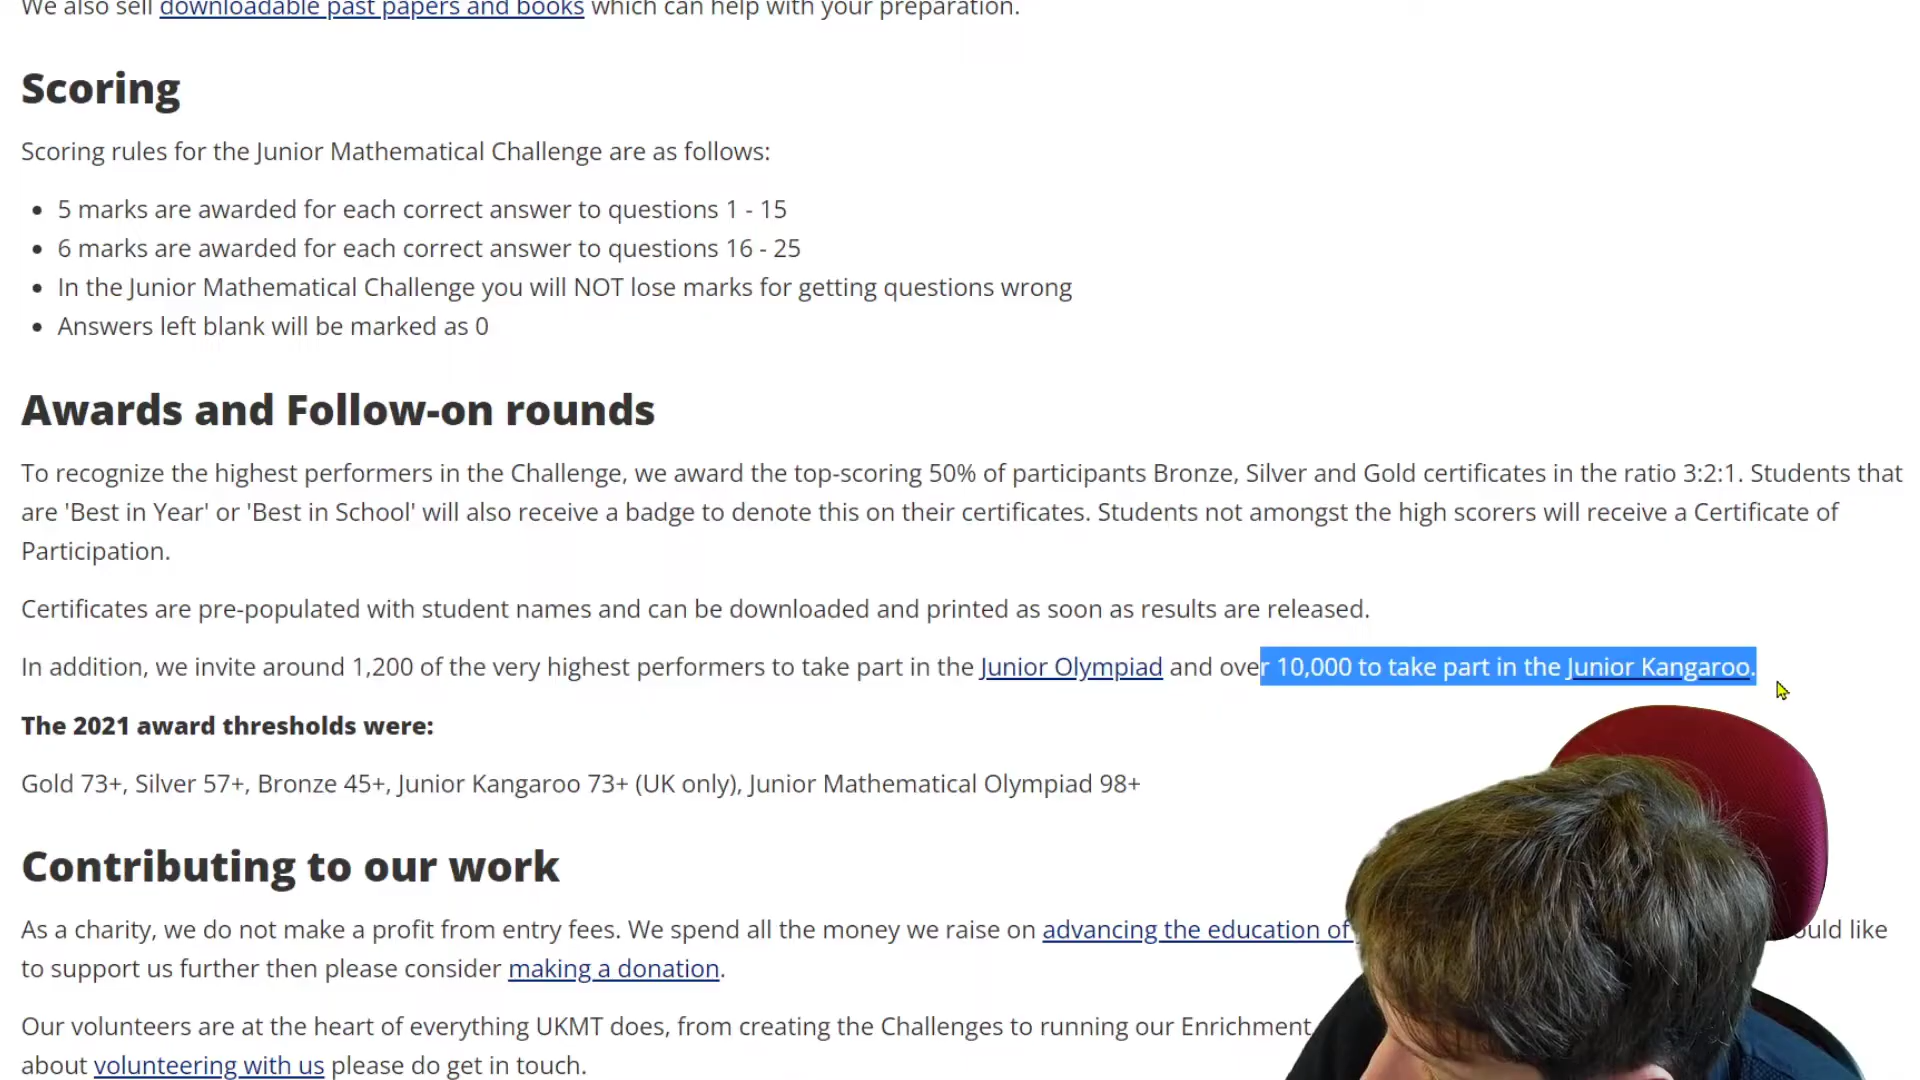 We also sell downloadable past papers and books which can help with your preparation.
Scoring
Scoring rules for the Junior Mathematical Challenge are as follows:
• 5 marks are awarded for each correct answer to questions 1 - 15
• 6 marks are awarded for each correct answer to questions 16 - 25
• In the Junior Mathematical Challenge you will NOT lose marks for getting questions wrong
• Answers left blank will be marked as 0
Awards and Follow-on rounds
To recognize the highest performers in the Challenge, we award the top-scoring 50% of participants Bronze, Silver and Gold certificates in the ratio 3:2:1. Students that
are 'Best in Year' or 'Best in School' will also receive a badge to denote this on their certificates. Students not amongst the high scorers will receive a Certificate of
Participation.
Certificates are pre-populated with student names and can be downloaded and printed as soon as results are released.
In addition, we invite around 1,200 of the very highest performers to take part in the Junior Olympiad and over 10,000 to take part in the Junior Kangaroo.
The 2021 award thresholds were:
Gold 73+, Silver 57+, Bronze 45+, Junior Kangaroo 73+ (UK only), Junior Mathematical Olympiad 98+
Contributing to our work
As a charity, we do not make a profit from entry fees. We spend all the money we raise on advancing the education of like
to support us further then please consider making a donation.
Our volunteers are at the heart of everything UKMT does, from creating the Challenges to running our Enrichment
about volunteering with us please do get in touch.